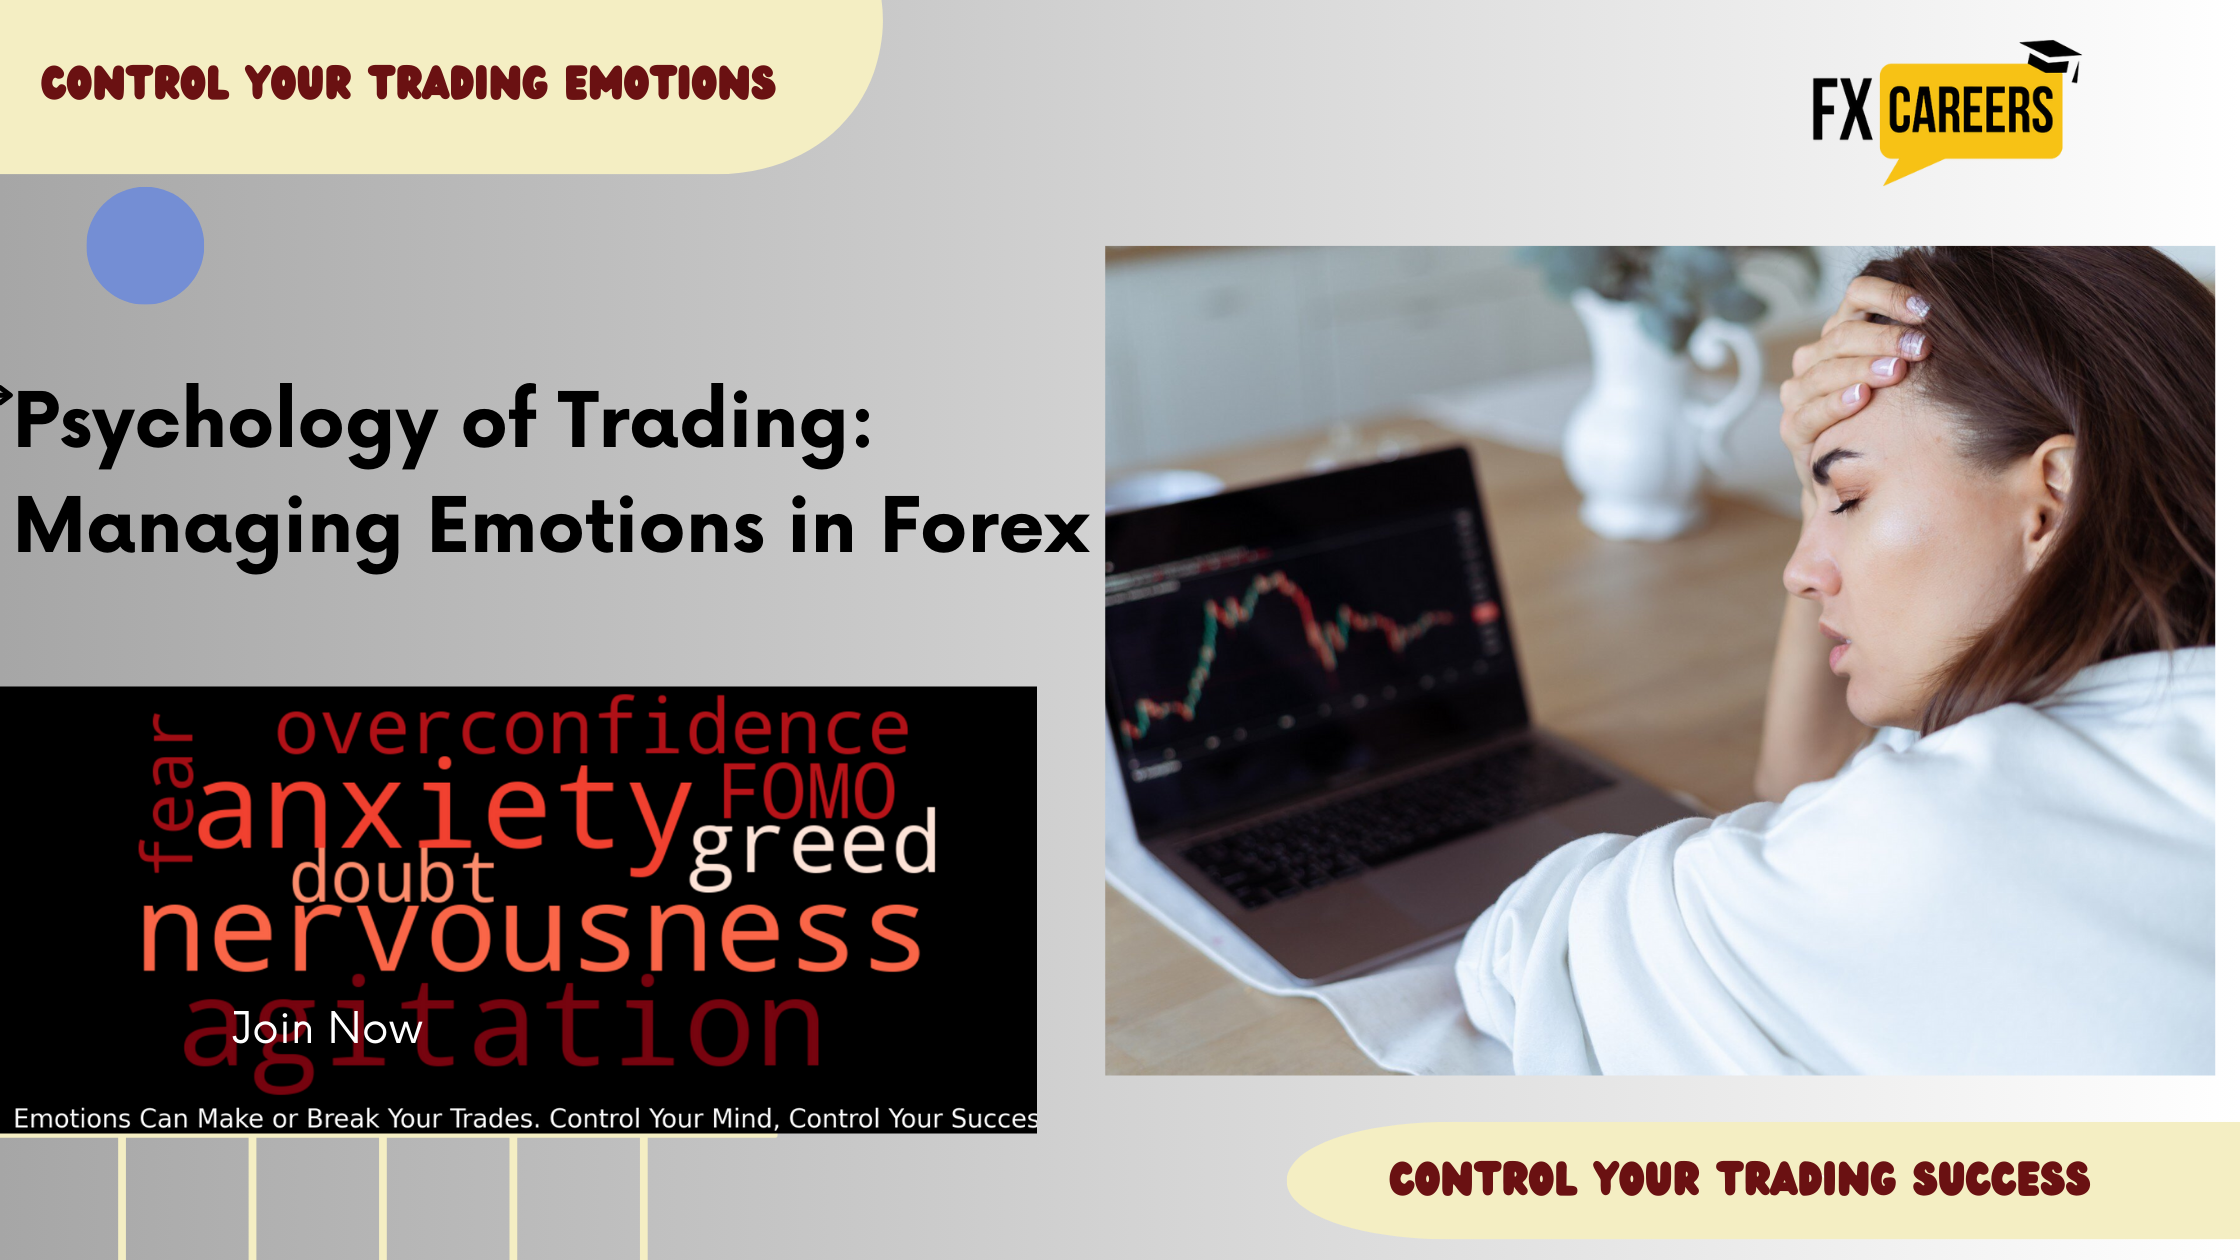 CONTROL YOUR TRADING EMOTIONS
FX CAREERS
Psychology of Trading:
Managing Emotions in Forex
fear
overconfidence
anxiety
FOMO
greed
doubt
nervousness
agitation
Join Now
Emotions Can Make or Break Your Trades. Control Your Mind, Control Your Succes
CONTROL YOUR TRADING SUCCESS